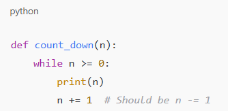 python
def count_down(n):
    while n >= 0:
        print(n)
        n += 1  # Should be n -= 1